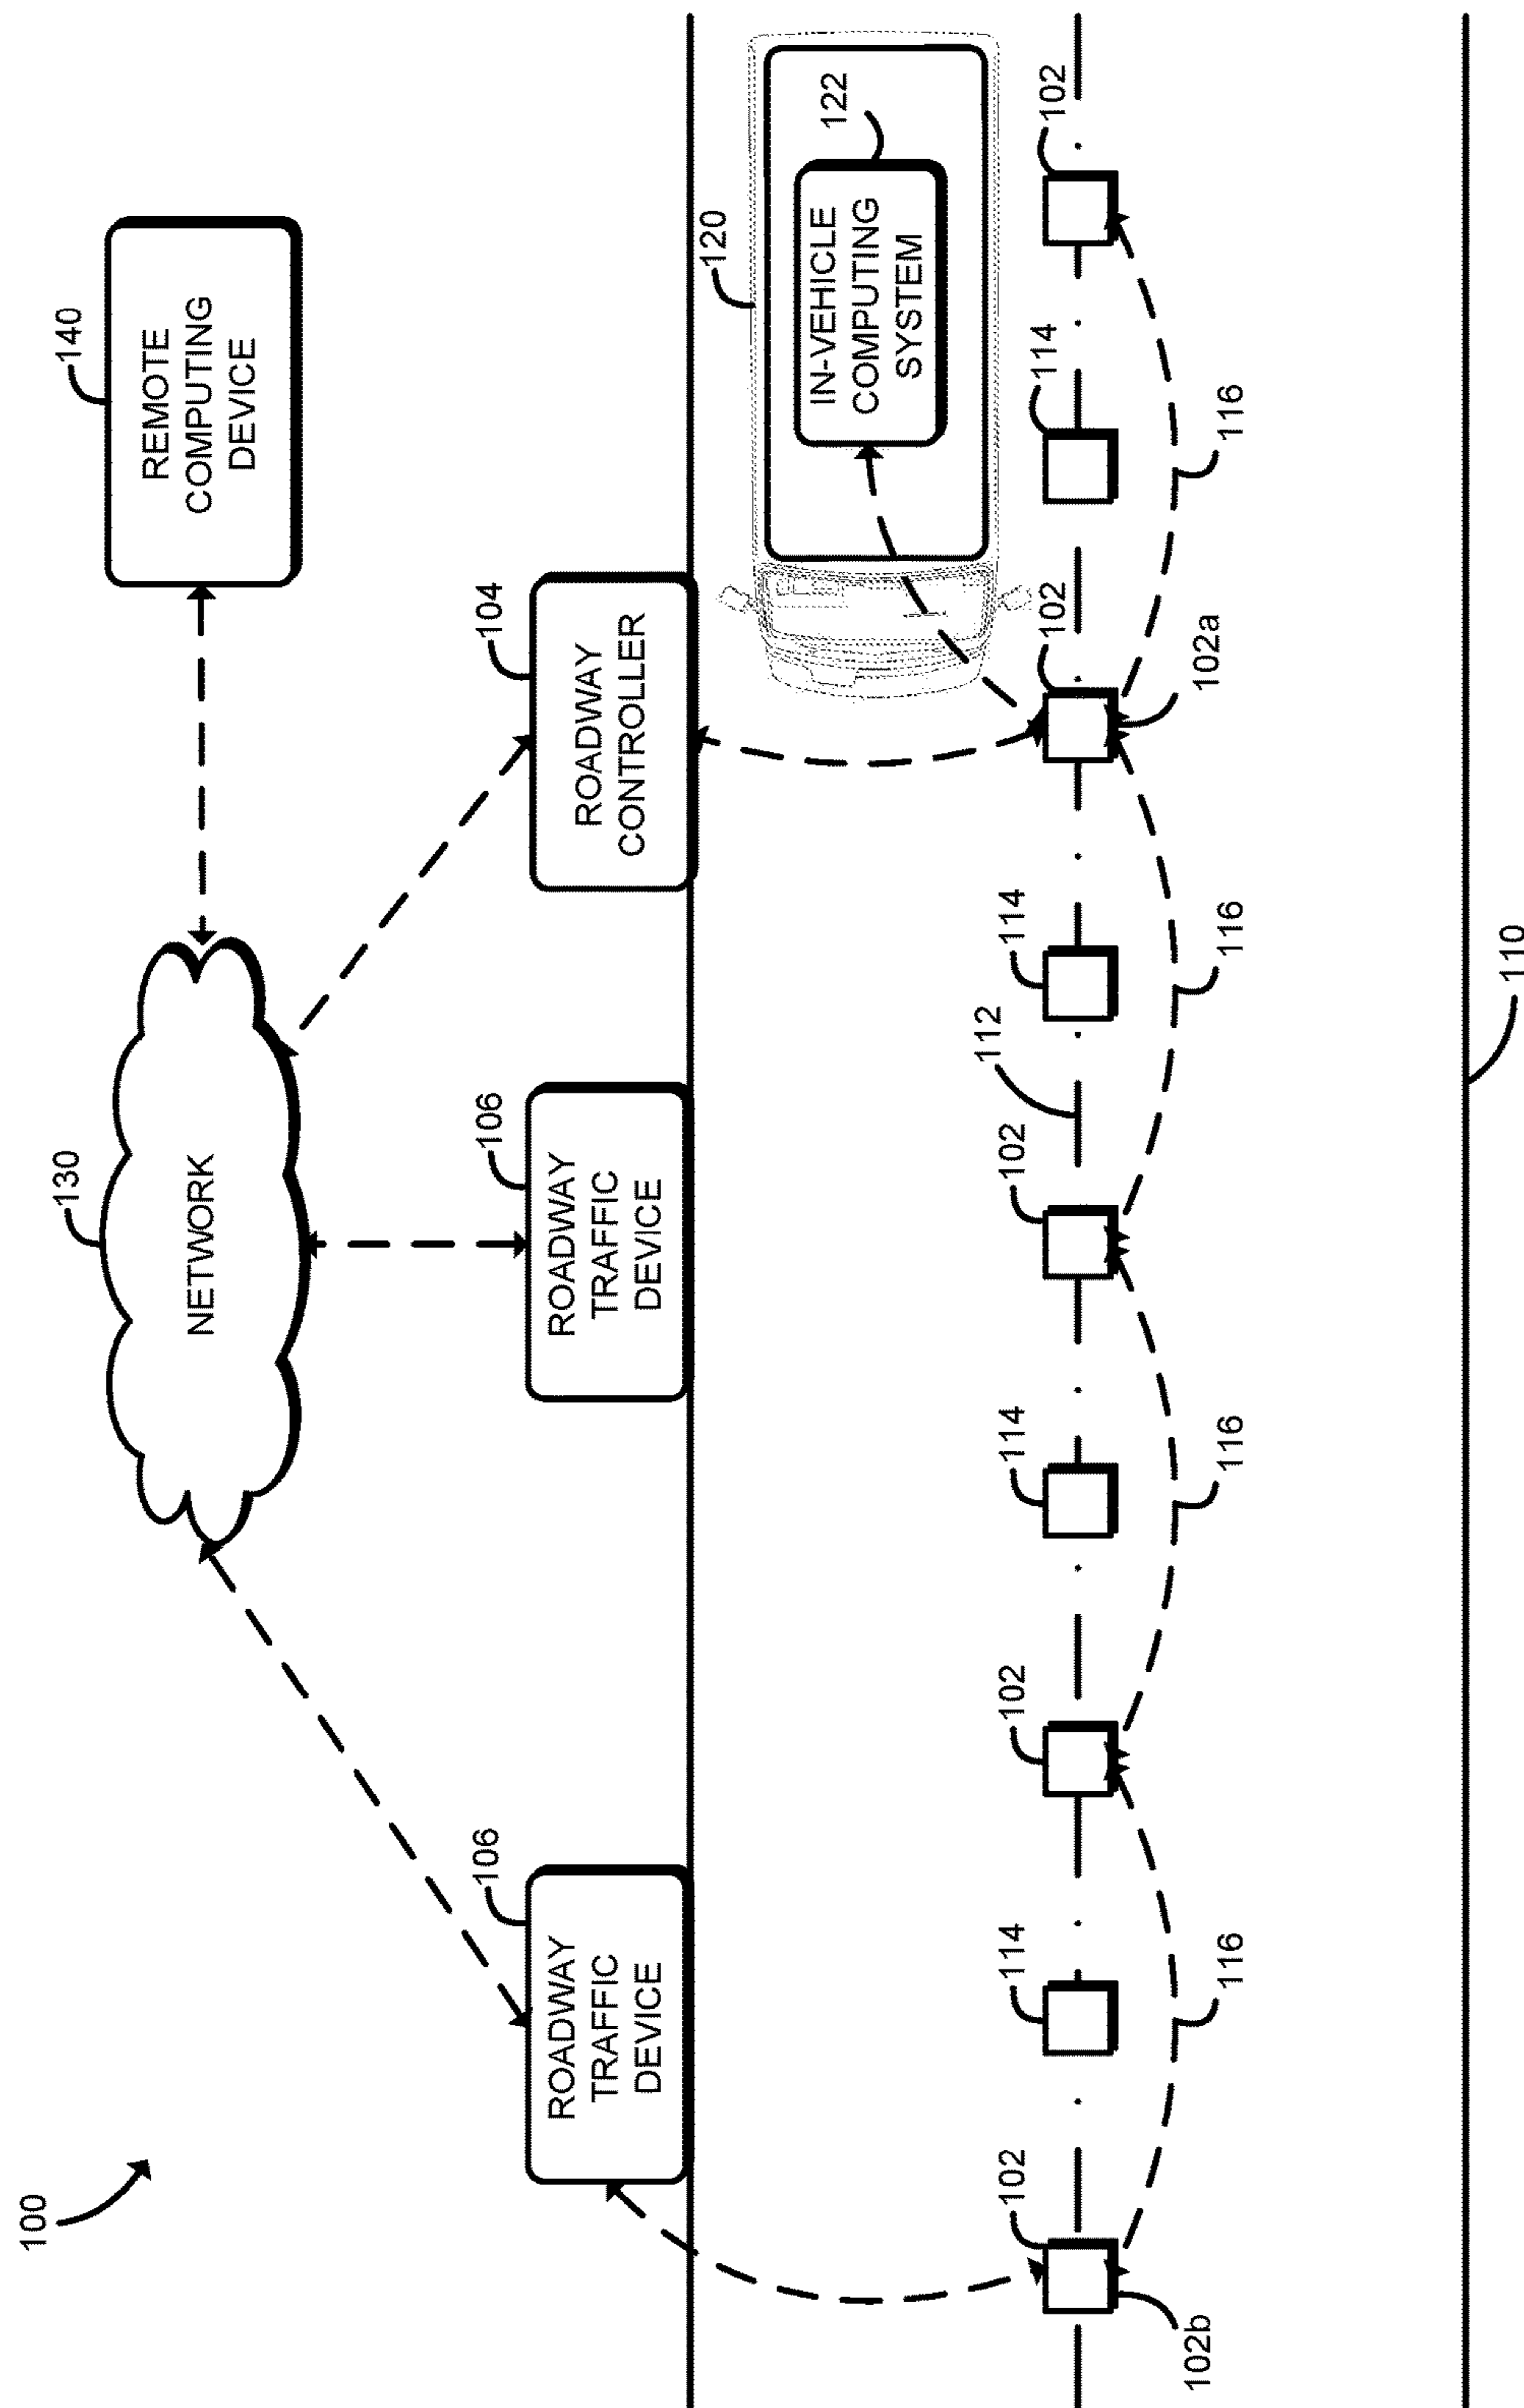 100
130
NETWORK
140
REMOTE
COMPUTING
DEVICE
106
ROADWAY
TRAFFIC
DEVICE
106
ROADWAY
TRAFFIC
DEVICE
104
ROADWAY
CONTROLLER
120
122
IN-VEHICLE
COMPUTING
SYSTEM
102
114
102
114
102
112
114
102
114
102
102b
116
116
116
102a
116
110